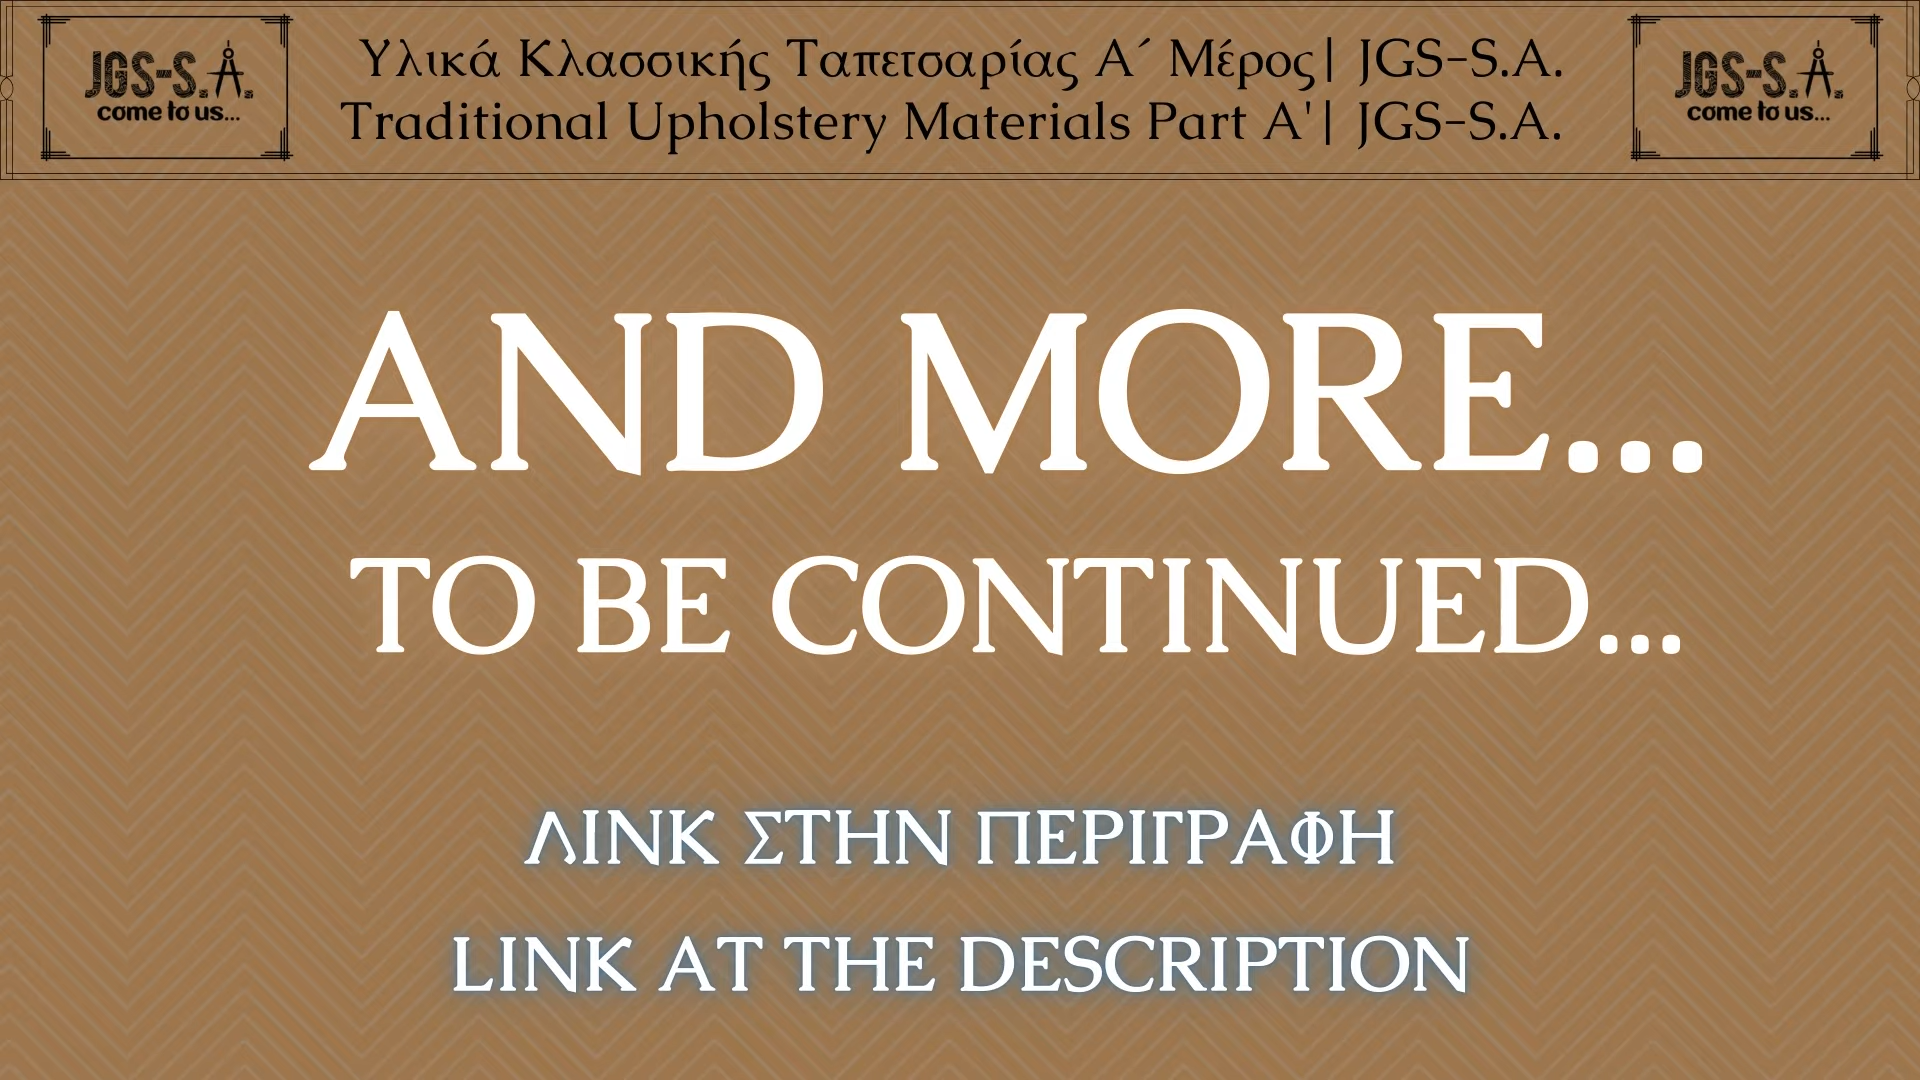 JGS-S.A.
come to us...
Υλικά Κλασσικής Ταπετσαρίας Α´ Μέρος| JGS-S.A.
Traditional Upholstery Materials Part A'| JGS-S.A.
JGS-S.A.
come to us...
AND MORE...
TO BE CONTINUED...
ΛΙΝΚ ΣΤΗΝ ΠΕΡΙΓΡΑΦΗ
LINK AT THE DESCRIPTION